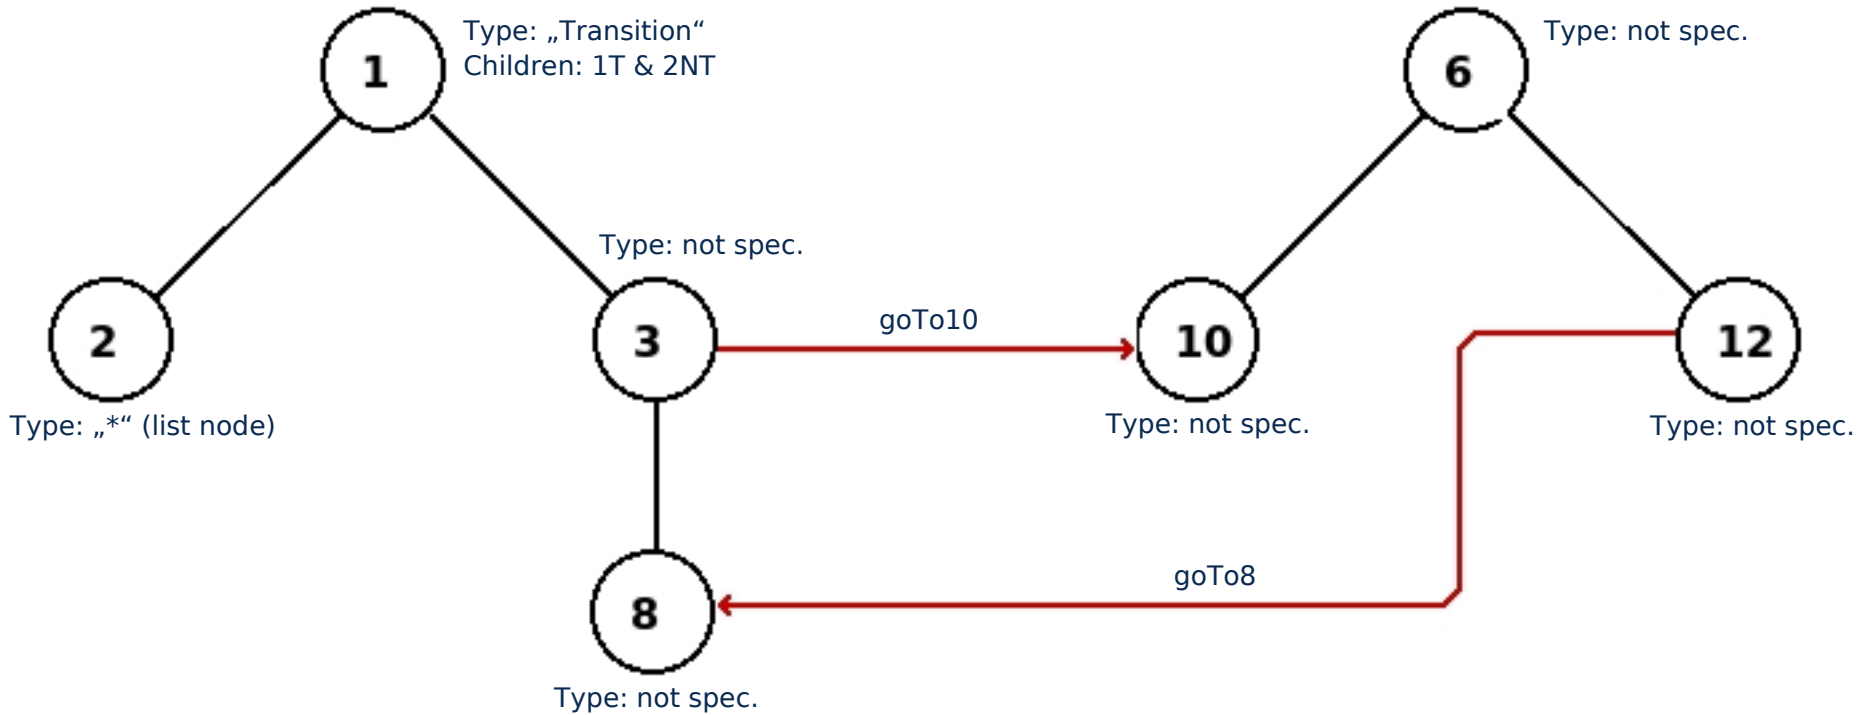 1
Type: „Transition“
Children: 1T & 2NT
6
Type: not spec.
Type: not spec.
2
3
goTo10
10
12
Type: „*“ (list node)
Type: not spec.
Type: not spec.
goTo8
8
Type: not spec.